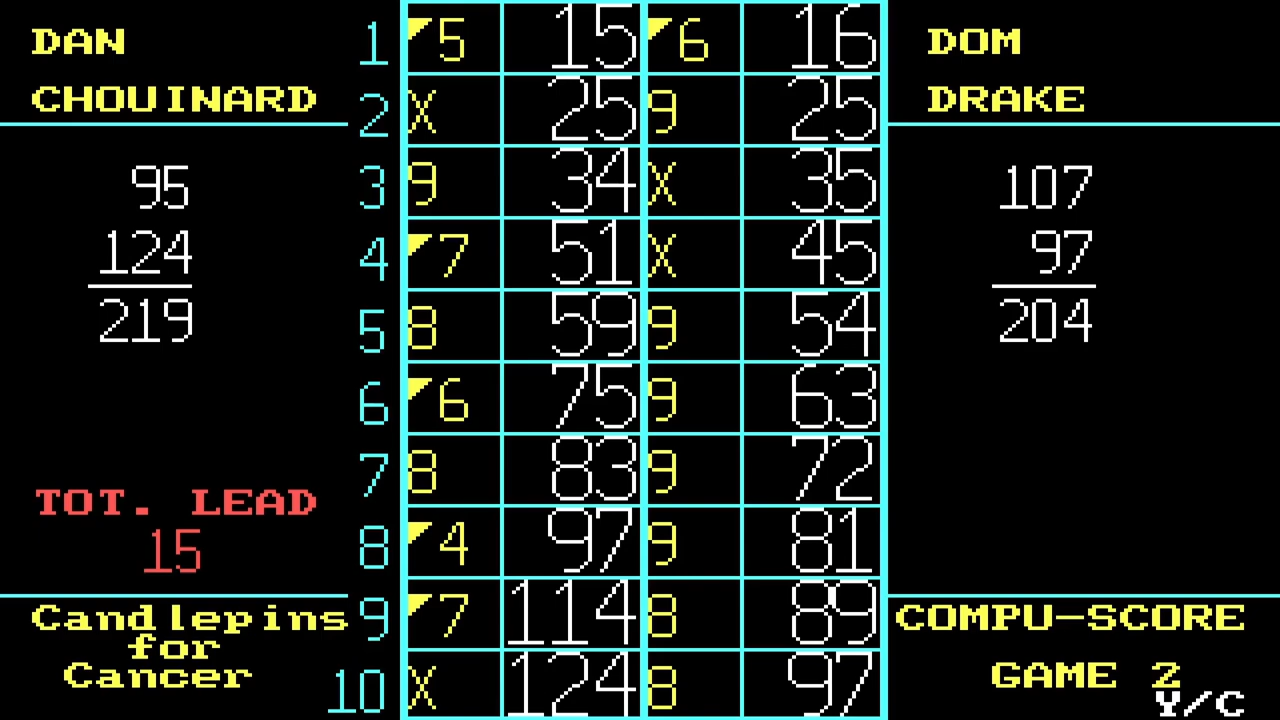 DAN
CHOUINARD
95
124
219
TOT. LEAD
15
Candlepins
for
Cancer
1 5 15 6 16
2 X 25 9 25
3 9 34 X 35
4 7 51 X 45
5 8 59 9 54
6 6 75 9 63
7 8 83 9 72
8 4 97 9 81
9 7 114 8 89
10 X 124 8 97
DOM
DRAKE
107
97
204
COMPU-SCORE
GAME 2
Y/C